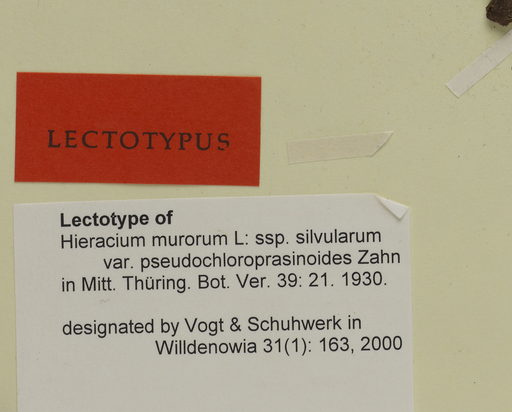 LECTOTYPUS
Lectotype of
Hieracium murorum L: ssp. silvularum
var. pseudochloroprasinoides Zahn
in Mitt. Thüring. Bot. Ver. 39: 21. 1930.
designated by Vogt & Schuhwerk in
Willdenowia 31(1): 163, 2000